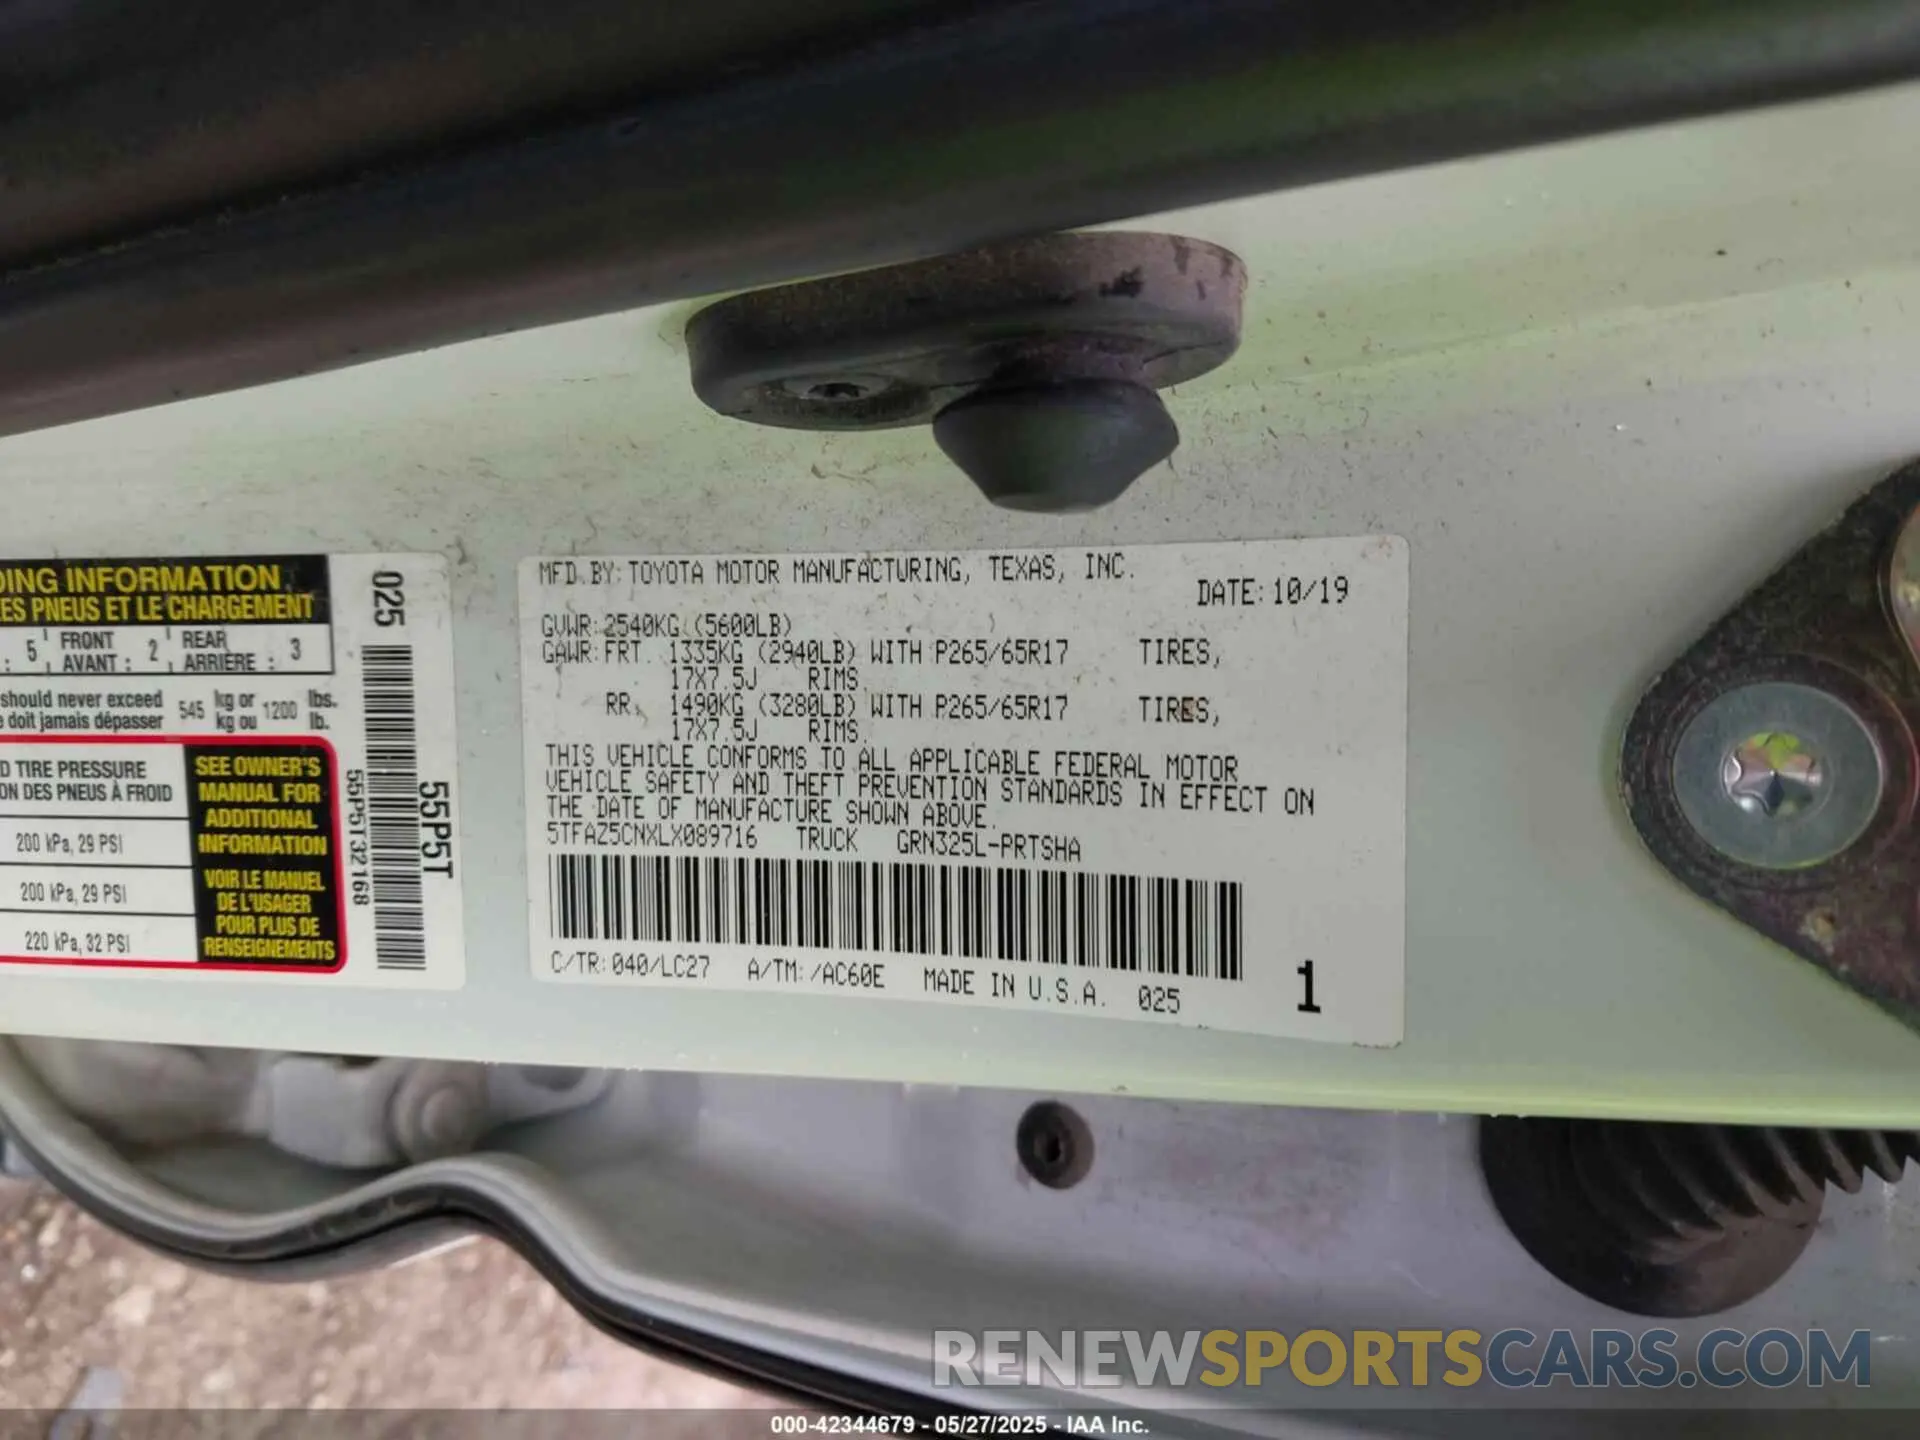 DING INFORMATION
ES PNEUS ET LE CHARGEMENT
: 5 FRONT AVANT : 2 REAR ARRIÈRE : 3
should never exceed 545 kg or 1200 lbs.
doit jamais dépasser kg ou lb.
D TIRE PRESSURE
ON DES PNEUS À FROID
200 kPa, 29 PSI
200 kPa, 29 PSI
220 kPa, 32 PSI
SEE OWNER'S
MANUAL FOR
ADDITIONAL
INFORMATION
VOIR LE MANUEL
DE L'USAGER
POUR PLUS DE
RENSEIGNEMENTS
025
55P5T32168
55P5T
MFD.BY:TOYOTA MOTOR MANUFACTURING, TEXAS, INC.
DATE:10/19
GVWR:2540KG (5600LB)
GAWR:FRT. 1335KG (2940LB) WITH P265/65R17 TIRES,
17X7.5J RIMS
RR. 1490KG (3280LB) WITH P265/65R17 TIRES,
17X7.5J RIMS.
THIS VEHICLE CONFORMS TO ALL APPLICABLE FEDERAL MOTOR
VEHICLE SAFETY AND THEFT PREVENTION STANDARDS IN EFFECT ON
THE DATE OF MANUFACTURE SHOWN ABOVE.
5TFAZ5CNXLX089716 TRUCK GRN325L-PRTSHA
C/TR:040/LC27 A/TM:/AC60E MADE IN U.S.A. 025
1
RENEWSPORTSCARS.COM
000-42344679 - 05/27/2025 - IAA Inc.